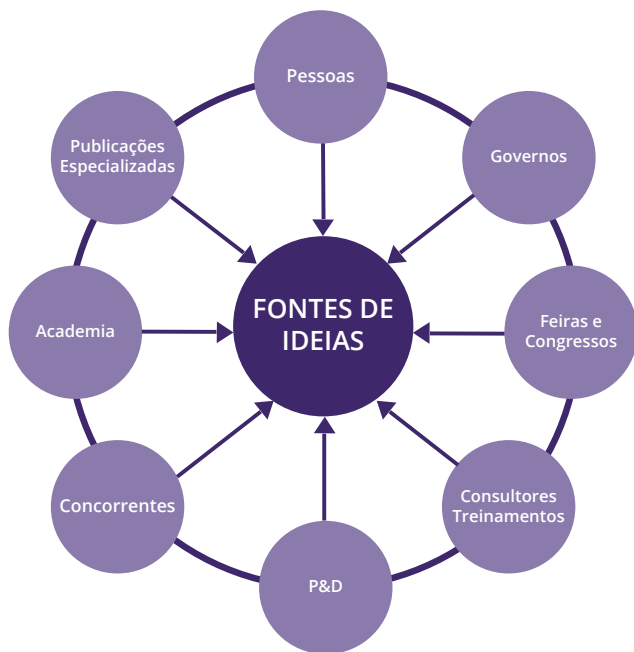 Pessoas
Publicações
Especializadas
Governos
FONTES DE
IDEIAS
Academia
Feiras e
Congressos
Concorrentes
Consultores
Treinamentos
P&D